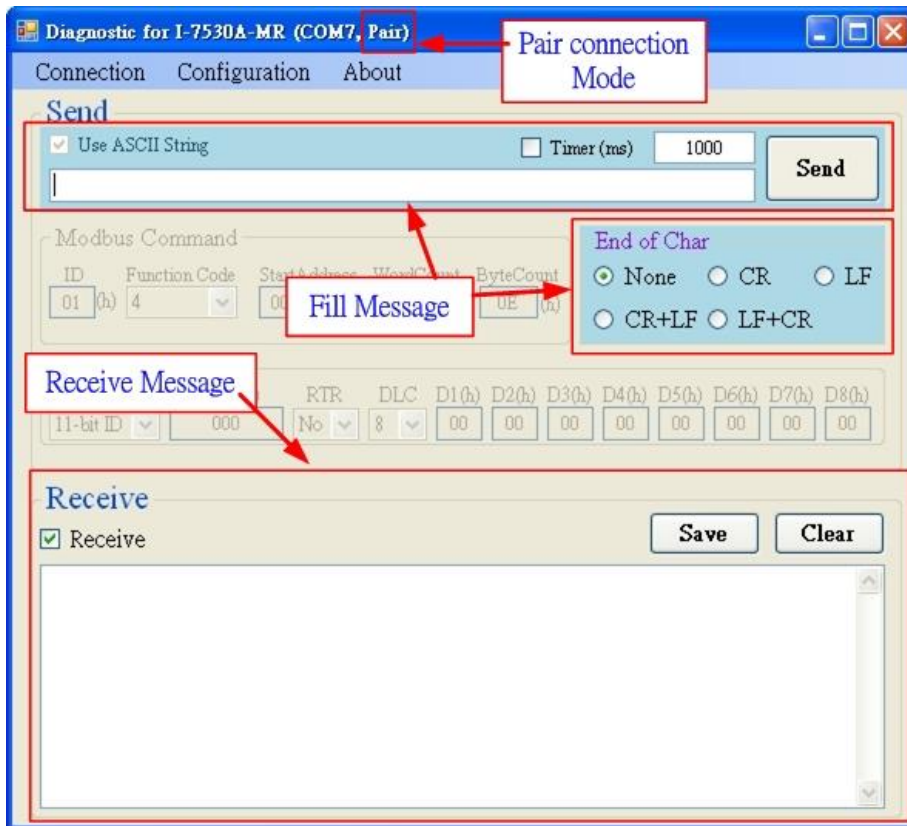 Diagnostic for I-7530A-MR (COM7, Pair)
Pair connection
Mode
Connection Configuration About
Send
Use ASCII String
Timer (ms) 1000
Send
Modbus Command
ID Function Code StartAddress WordCount ByteCount
01 (h) 4 0E (h)
Fill Message
End of Char
None CR LF
CR+LF LF+CR
Receive Message
RTR DLC D1(h) D2(h) D3(h) D4(h) D5(h) D6(h) D7(h) D8(h)
11-bit ID 000 No 8 00 00 00 00 00 00 00 00
Receive
Receive
Save Clear